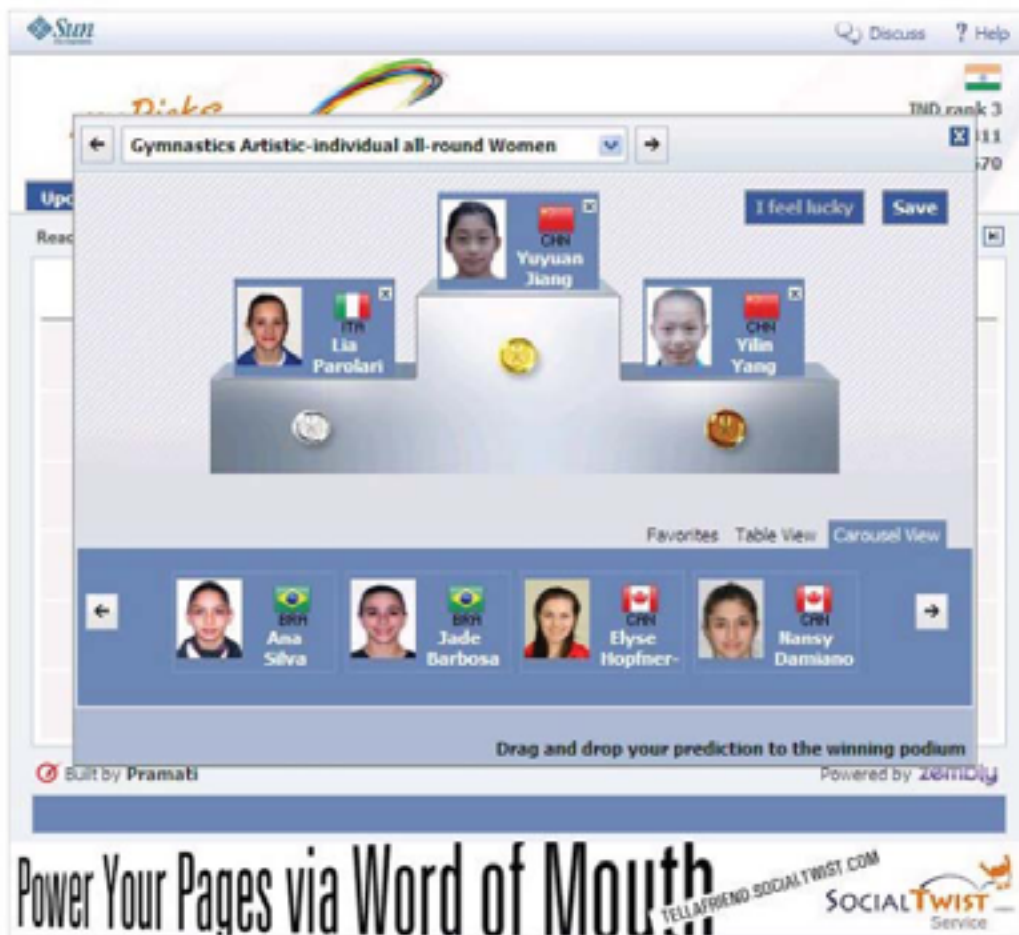 Sun
Discuss ? Help
Picks
IND rank 3
Gymnastics Artistic-individual all-round Women
I feel lucky Save
CHN
Yuyuan
Jiang
ITA
Lia
Parolari
CHN
Yilin
Yang
Favorites Table View Carousel View
BRA
Ana
Silva
BRA
Jade
Barbosa
CAN
Elyse
Hopfner-
CAN
Nansy
Damiano
Drag and drop your prediction to the winning podium
Built by Pramati
Powered by zembly
Power Your Pages via Word of Mouth
TELLAFRIEND.SOCIALTWIST.COM
SOCIALTWIST
Service